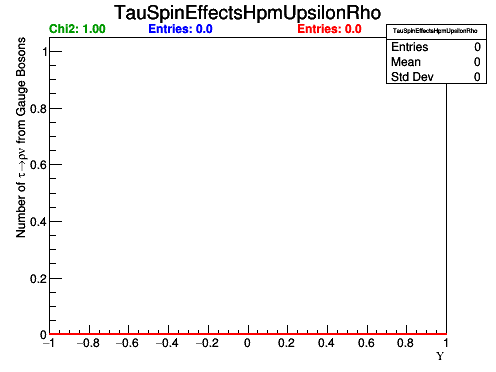 TauSpinEffectsHpmUpsilonRho
Chi2: 1.00 Entries: 0.0 Entries: 0.0
TauSpinEffectsHpmUpsilonRho
Entries 0
Mean 0
Std Dev 0
Number of τ→ρν from Gauge Bosons
1
0.8
0.6
0.4
0.2
0
−1 −0.8 −0.6 −0.4 −0.2 0 0.2 0.4 0.6 0.8 1
Υ